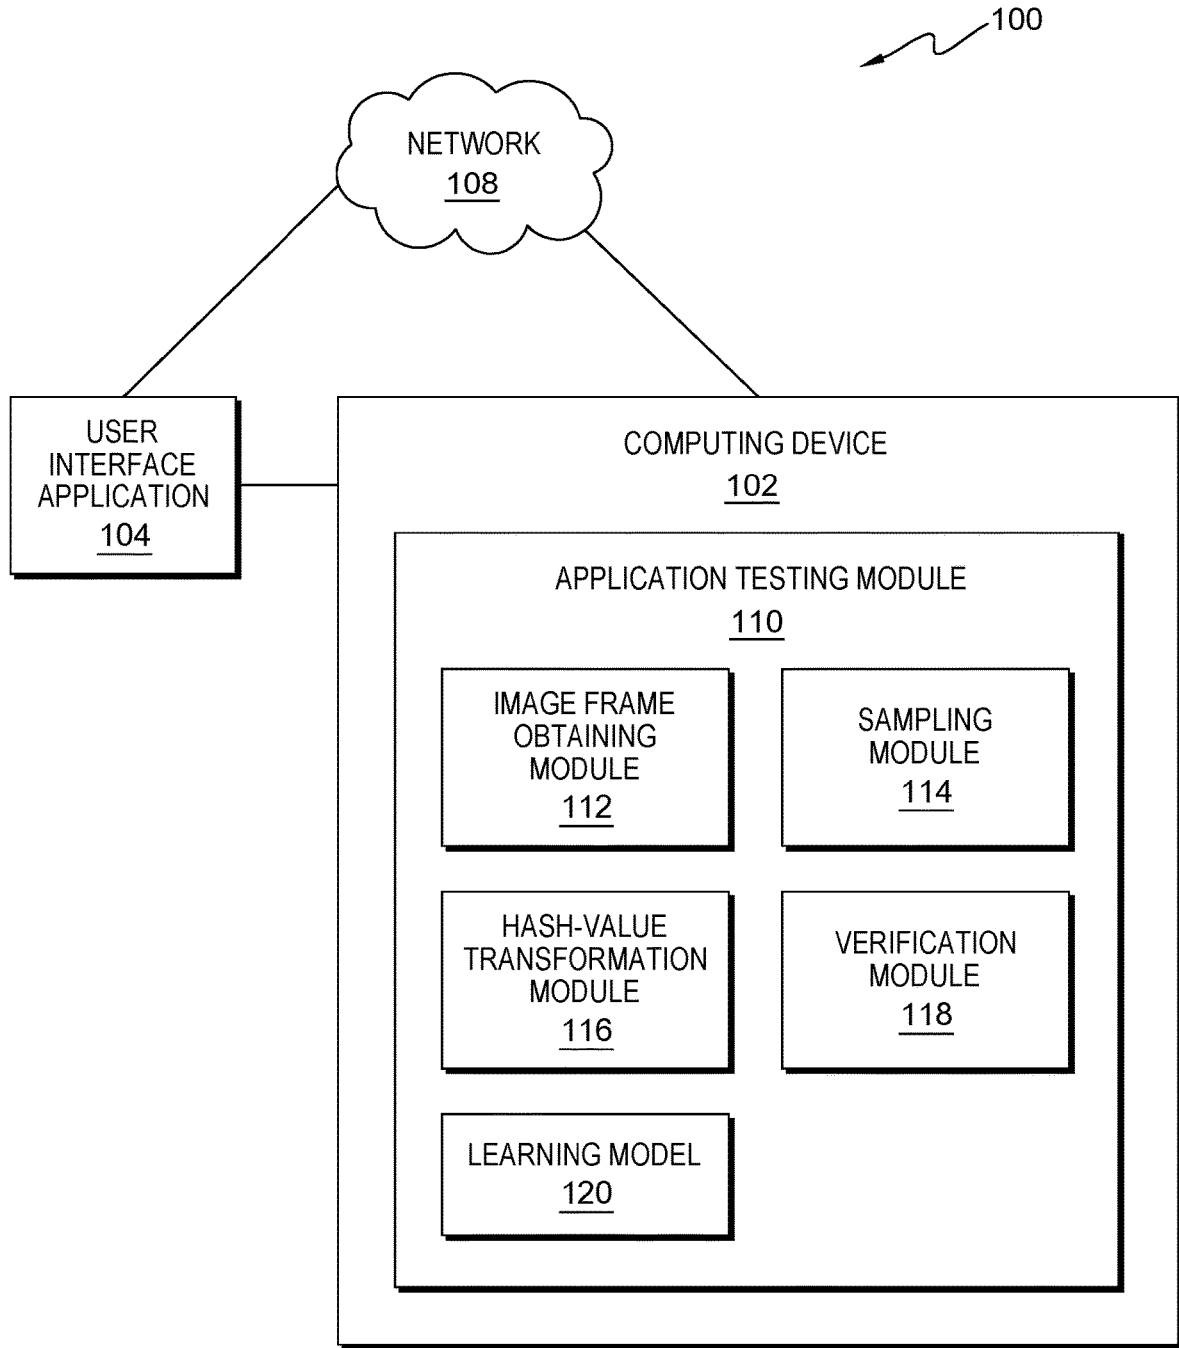 100
NETWORK
108
USER
INTERFACE
APPLICATION
104
COMPUTING DEVICE
102
APPLICATION TESTING MODULE
110
IMAGE FRAME
OBTAINING
MODULE
112
SAMPLING
MODULE
114
HASH-VALUE
TRANSFORMATION
MODULE
116
VERIFICATION
MODULE
118
LEARNING MODEL
120